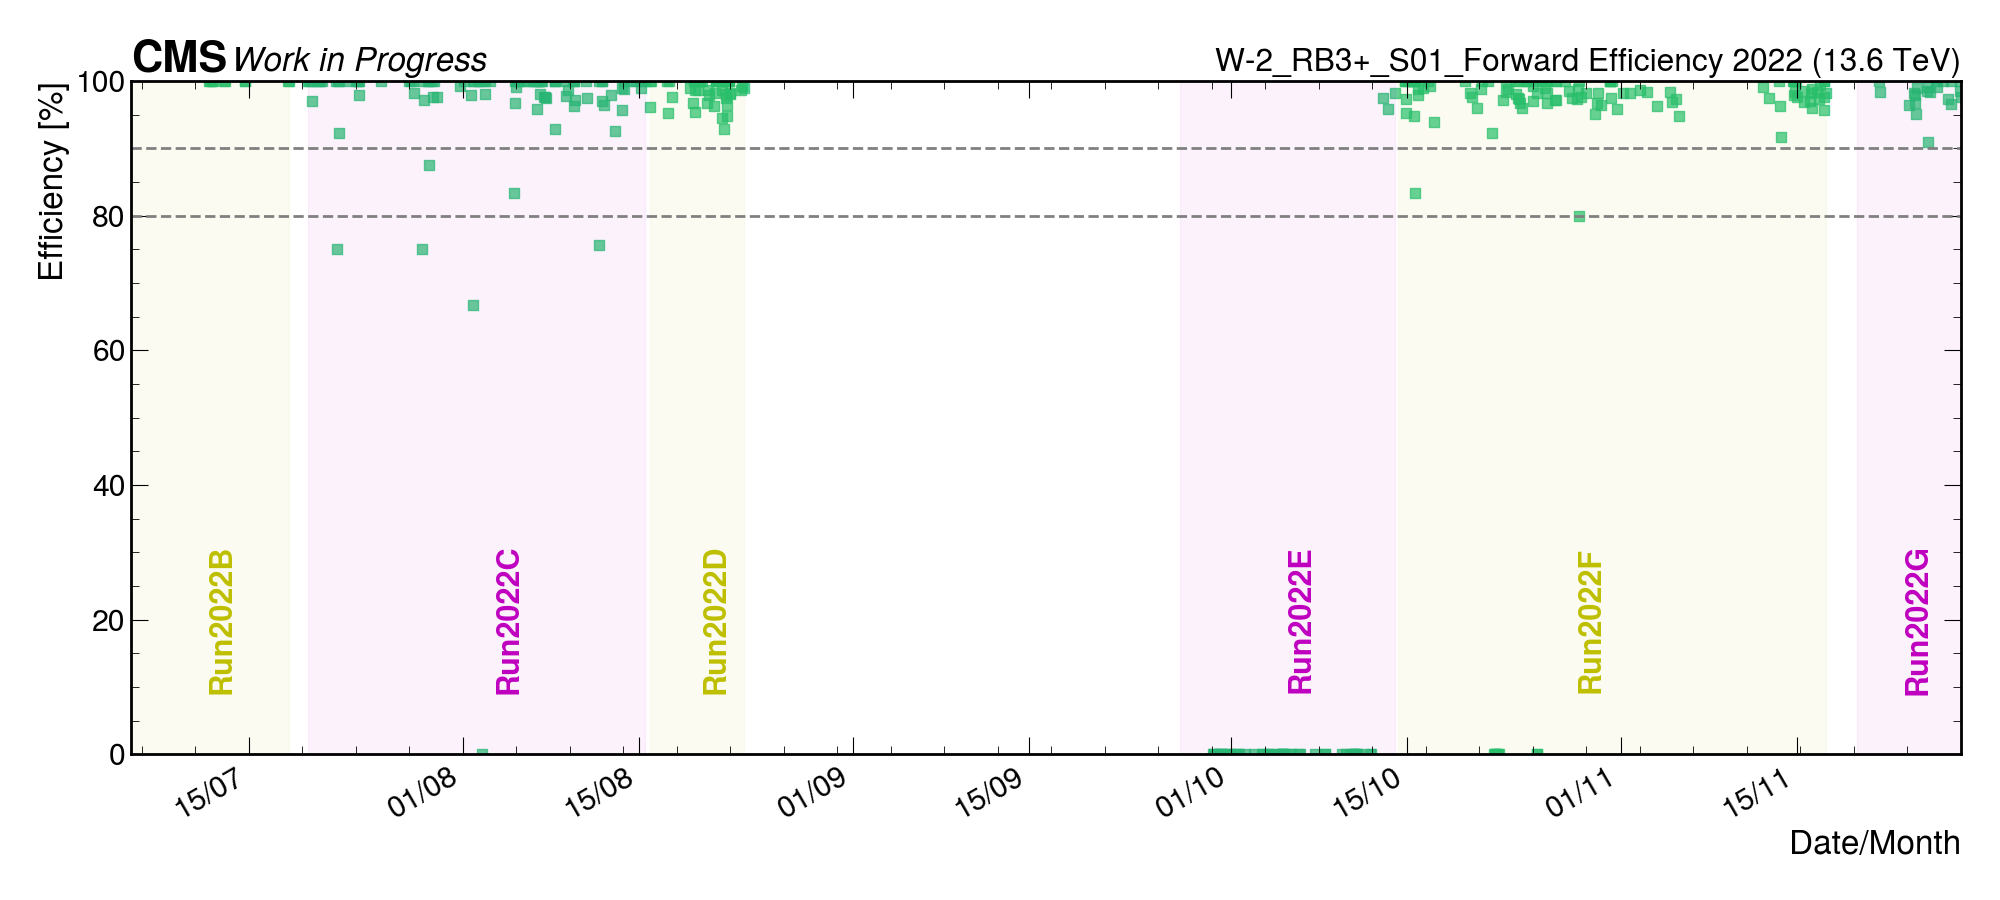 CMS Work in Progress
W-2_RB3+_S01_Forward Efficiency 2022 (13.6 TeV)
Efficiency [%]
100
80
60
40
20
0
Run2022B
Run2022C
Run2022D
Run2022E
Run2022F
Run2022G
15/07
01/08
15/08
01/09
15/09
01/10
15/10
01/11
15/11
Date/Month